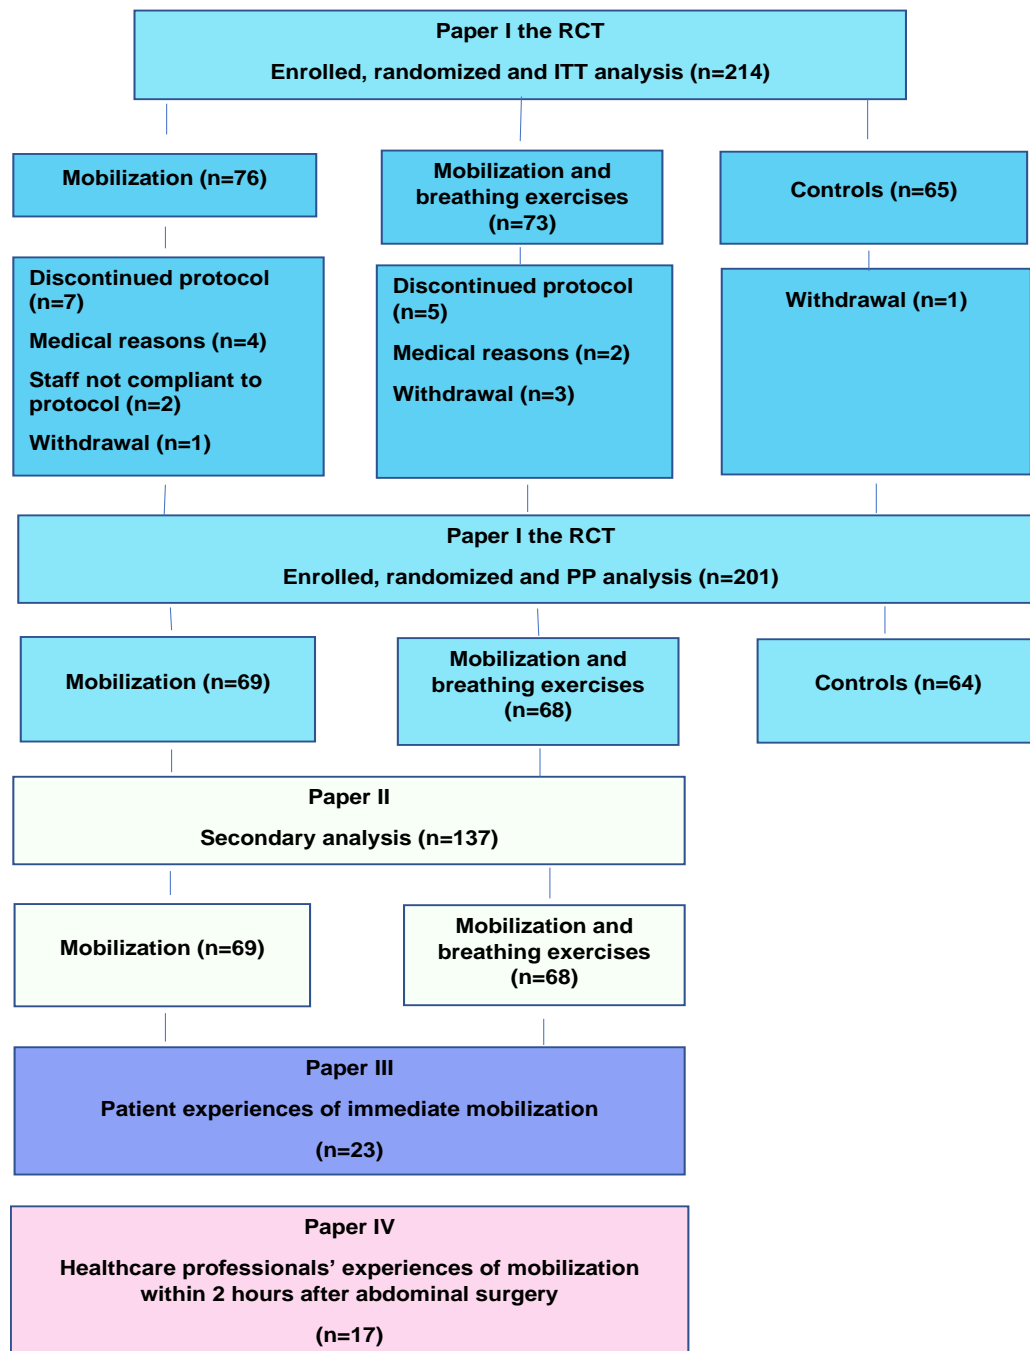 Paper I the RCT
Enrolled, randomized and ITT analysis (n=214)
Mobilization (n=76)
Mobilization and
breathing exercises
(n=73)
Controls (n=65)
Discontinued protocol
(n=7)
Medical reasons (n=4)
Staff not compliant to
protocol (n=2)
Withdrawal (n=1)
Discontinued protocol
(n=5)
Medical reasons (n=2)
Withdrawal (n=3)
Withdrawal (n=1)
Paper I the RCT
Enrolled, randomized and PP analysis (n=201)
Mobilization (n=69)
Mobilization and
breathing exercises
(n=68)
Controls (n=64)
Paper II
Secondary analysis (n=137)
Mobilization (n=69)
Mobilization and
breathing exercises
(n=68)
Paper III
Patient experiences of immediate mobilization
(n=23)
Paper IV
Healthcare professionals’ experiences of mobilization
within 2 hours after abdominal surgery
(n=17)